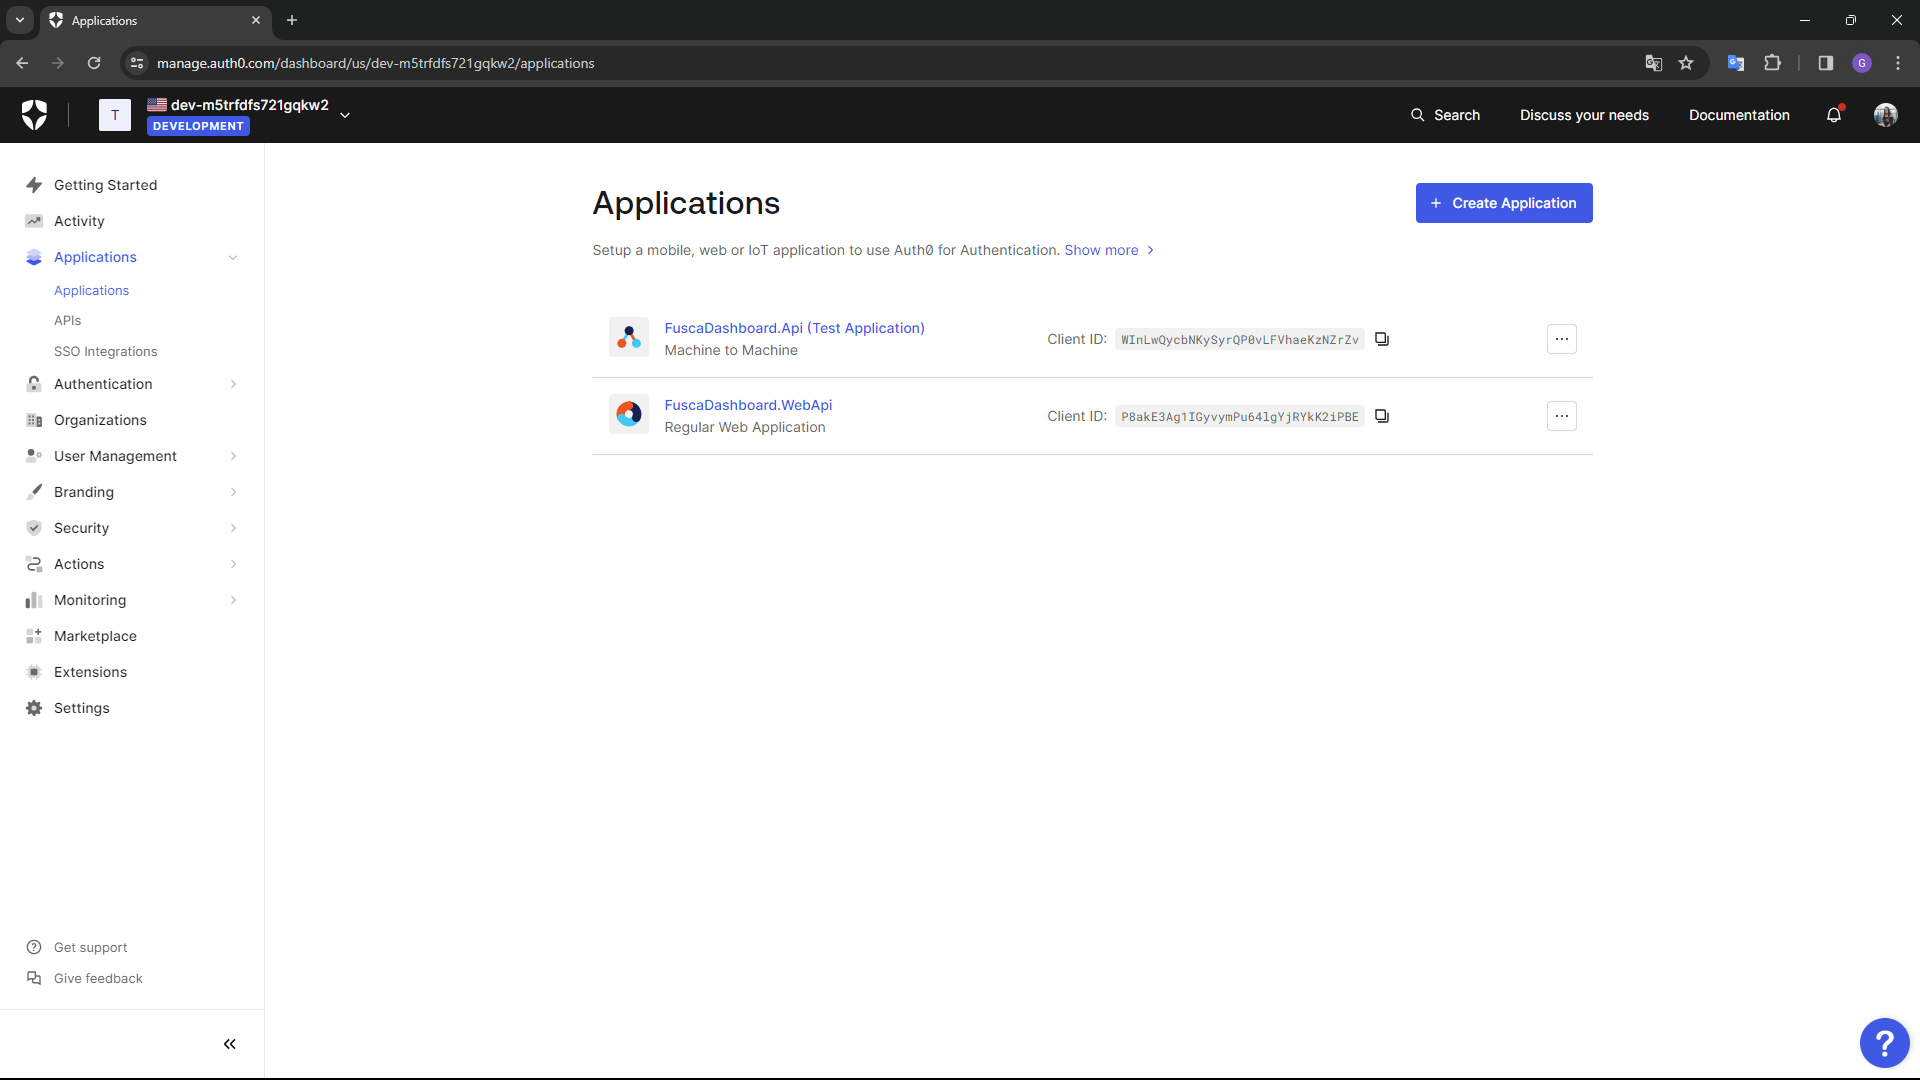 Applications
manage.auth0.com/dashboard/us/dev-m5trfdfs721gqkw2/applications
G
T
dev-m5trfdfs721gqkw2
DEVELOPMENT
Search
Discuss your needs
Documentation
Getting Started
Activity
Applications
Applications
APIs
SSO Integrations
Authentication
Organizations
User Management
Branding
Security
Actions
Monitoring
Marketplace
Extensions
Settings
Get support
Give feedback
Applications
+ Create Application
Setup a mobile, web or IoT application to use Auth0 for Authentication. Show more
FuscaDashboard.Api (Test Application)
Machine to Machine
Client ID: WInLwQycbNKySyrQP0vLFVhaeKzNZrZv
...
FuscaDashboard.WebApi
Regular Web Application
Client ID: P8akE3Ag1IGyvymPu64lgYjRYkK2iPBE
...
?